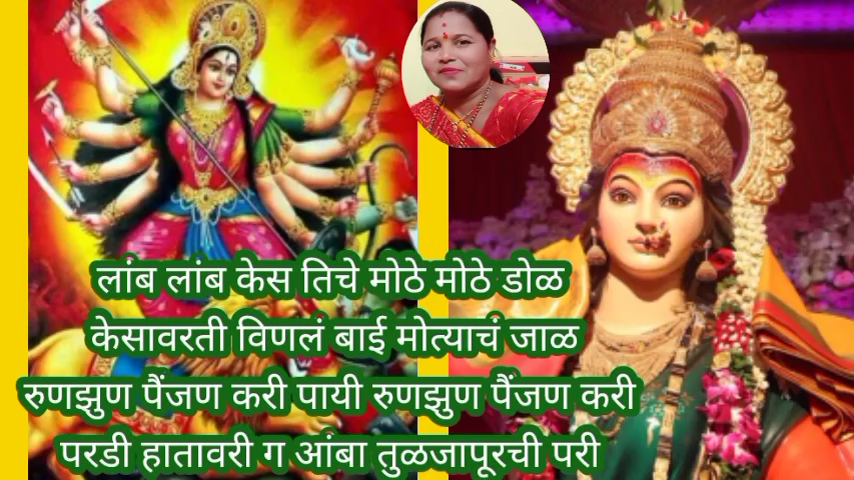 लांब लांब केस तिचे मोठे मोठे डोळ
केसावरती विणलं बाई मोत्याचं जाळ
रुणझुण पैंजण करी पायी रुणझुण पैंजण करी
परडी हातावरी ग आंबा तुळजापूरची परी